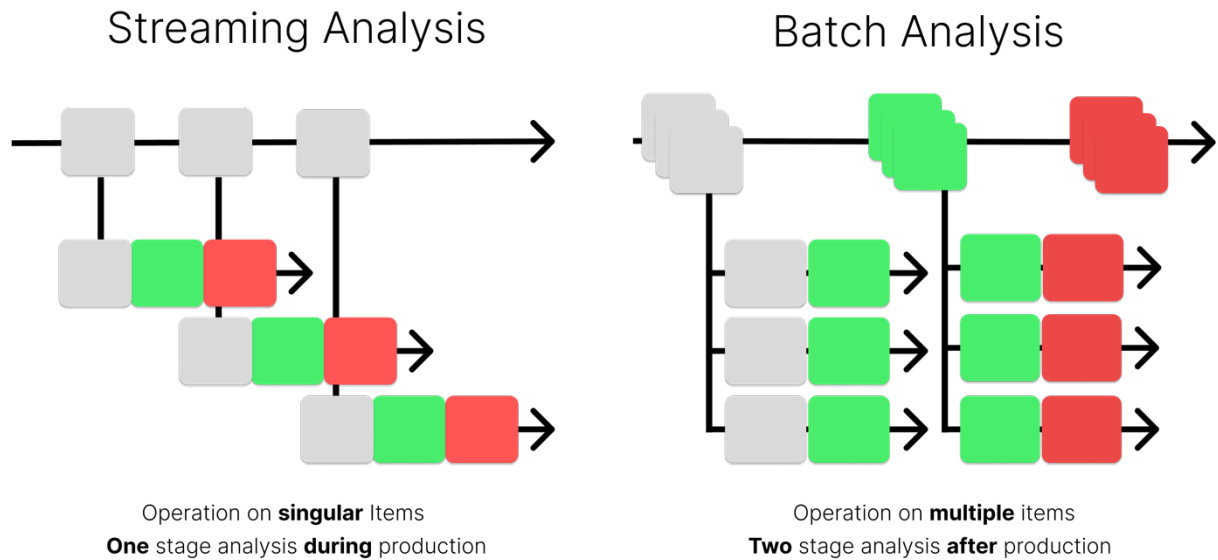 Streaming Analysis
Batch Analysis
Operation on singular Items
One stage analysis during production
Operation on multiple items
Two stage analysis after production